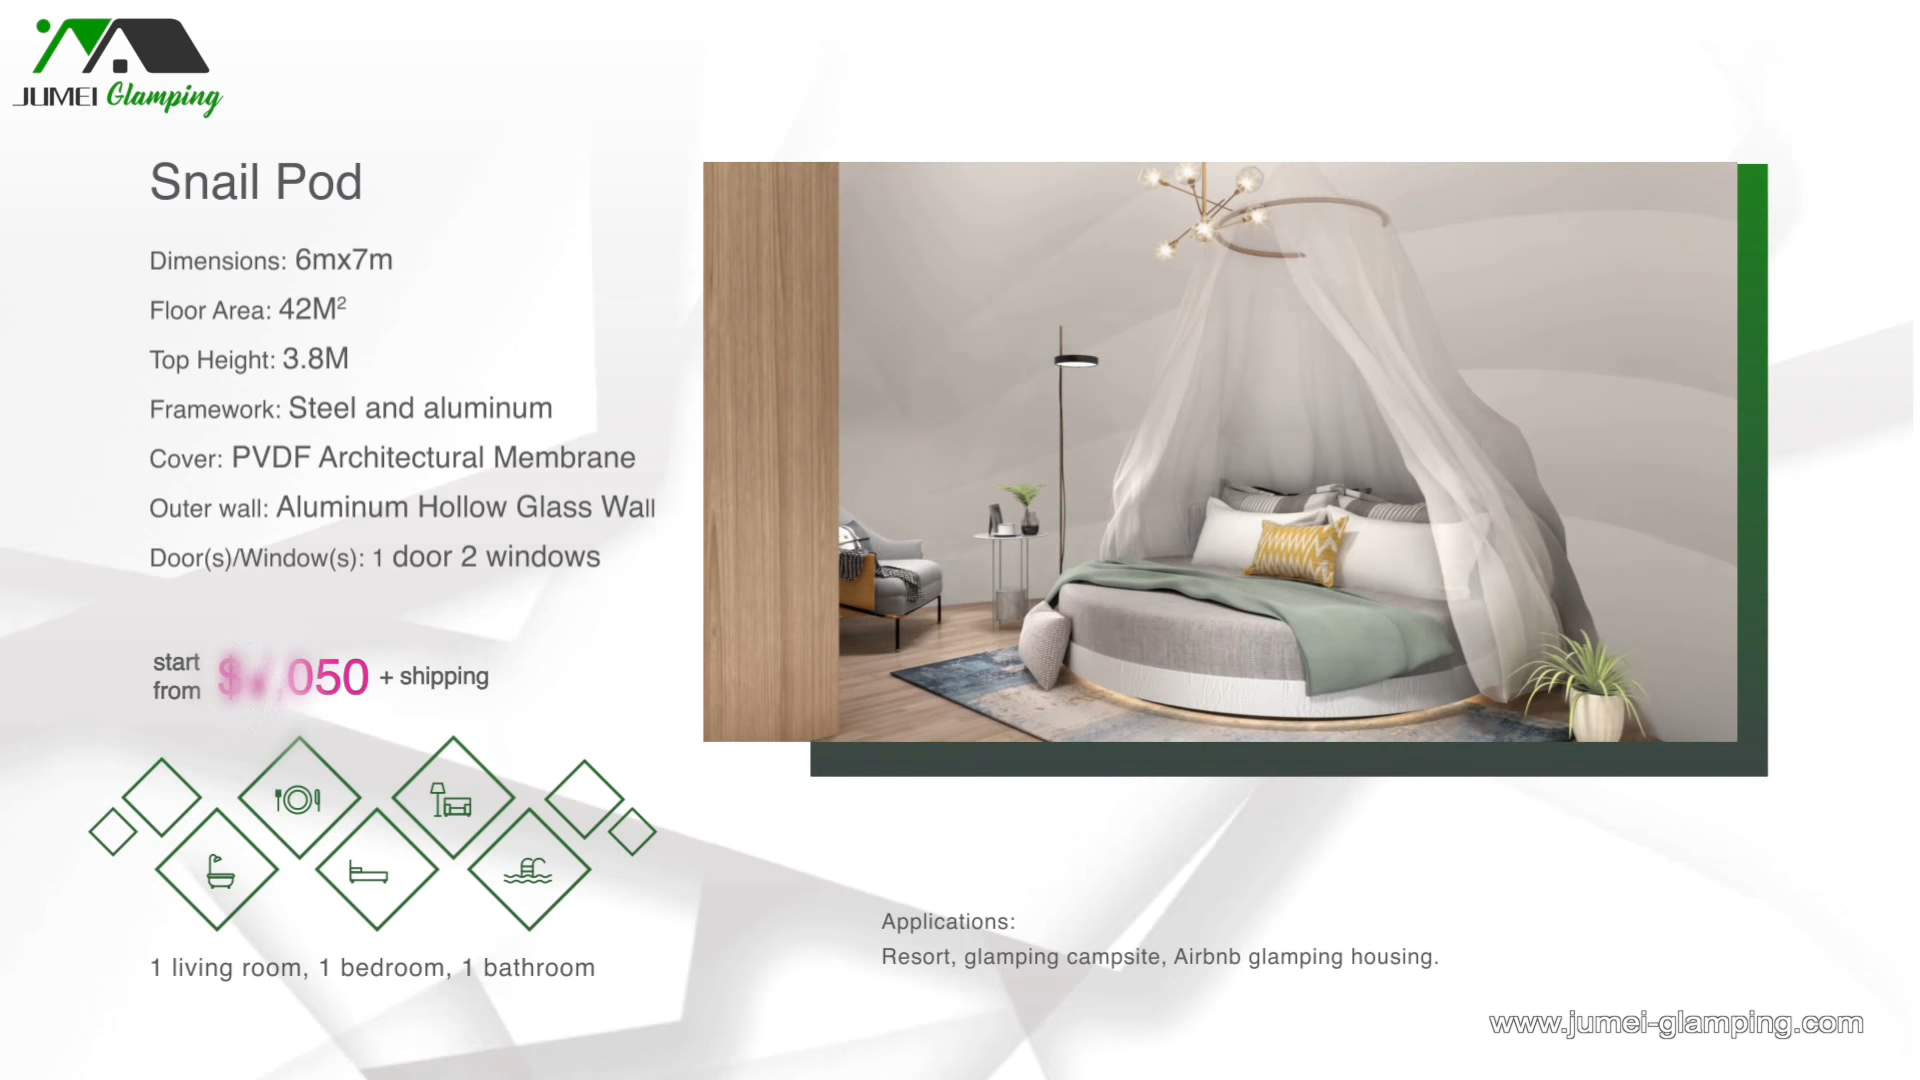 JUMEI Glamping
Snail Pod
Dimensions: 6mx7m
Floor Area: 42M²
Top Height: 3.8M
Framework: Steel and aluminum
Cover: PVDF Architectural Membrane
Outer wall: Aluminum Hollow Glass Wall
Door(s)/Window(s): 1 door 2 windows
start
from
+ shipping
1 living room, 1 bedroom, 1 bathroom
Applications:
Resort, glamping campsite, Airbnb glamping housing.
www.jumei-glamping.com